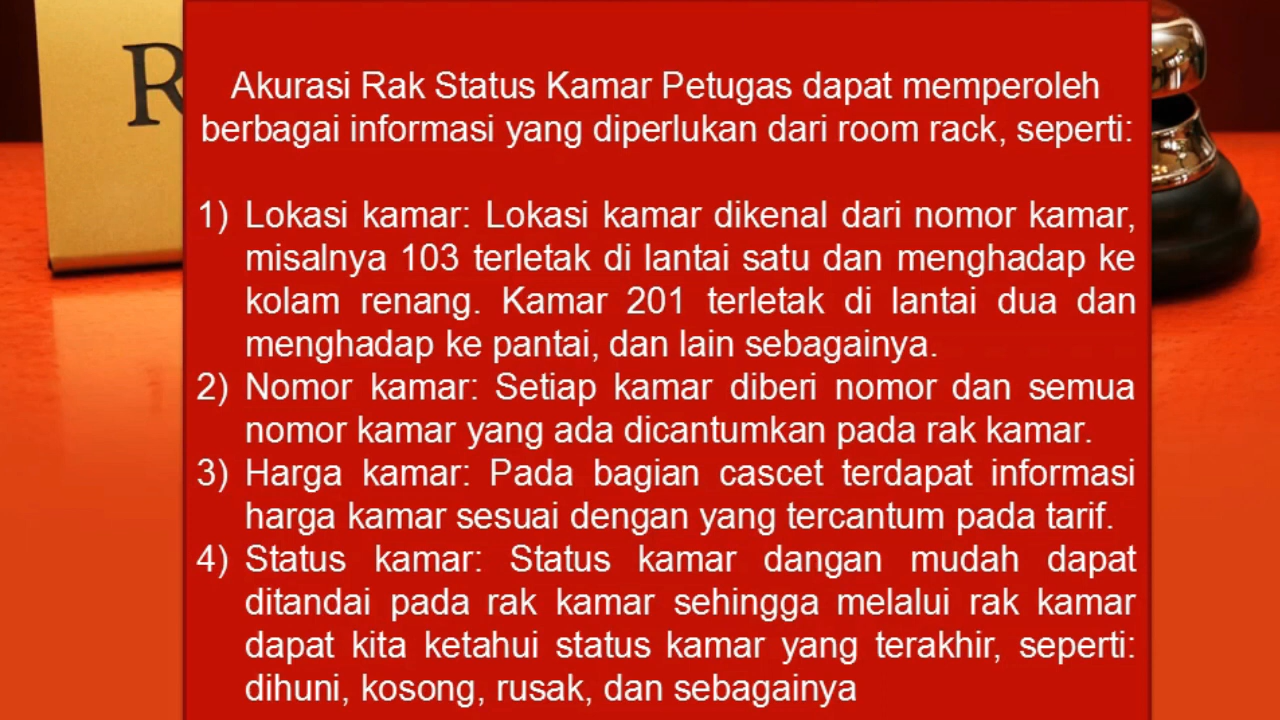 R
Akurasi Rak Status Kamar Petugas dapat memperoleh
berbagai informasi yang diperlukan dari room rack, seperti:
1) Lokasi kamar: Lokasi kamar dikenal dari nomor kamar,
misalnya 103 terletak di lantai satu dan menghadap ke
kolam renang. Kamar 201 terletak di lantai dua dan
menghadap ke pantai, dan lain sebagainya.
2) Nomor kamar: Setiap kamar diberi nomor dan semua
nomor kamar yang ada dicantumkan pada rak kamar.
3) Harga kamar: Pada bagian cascet terdapat informasi
harga kamar sesuai dengan yang tercantum pada tarif.
4) Status kamar: Status kamar dangan mudah dapat
ditandai pada rak kamar sehingga melalui rak kamar
dapat kita ketahui status kamar yang terakhir, seperti:
dihuni, kosong, rusak, dan sebagainya